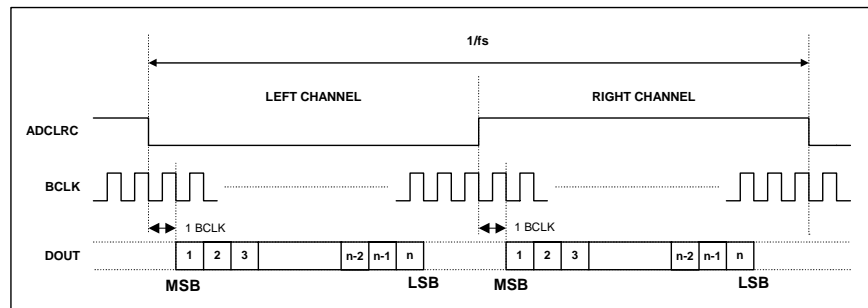 1/fs
LEFT CHANNEL RIGHT CHANNEL
ADCLRC
BCLK
1 BCLK 1 BCLK
DOUT 1 2 3 n-2 n-1 n 1 2 3 n-2 n-1 n
MSB LSB MSB LSB